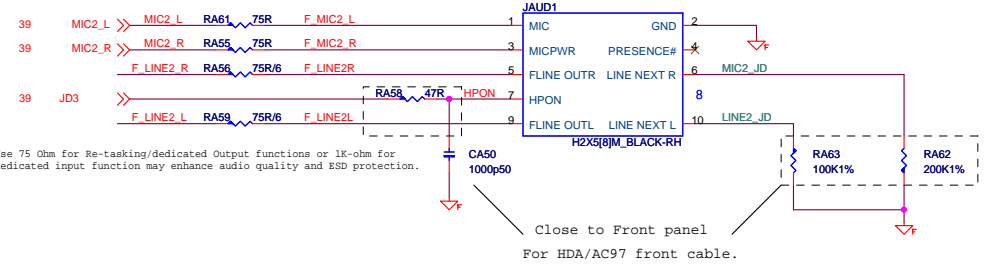 JAUD1
39 MIC2_L MIC2_L RA61 75R F_MIC2_L 1 MIC GND 2
F
39 MIC2_R MIC2_R RA55 75R F_MIC2_R 3 MICPWR PRESENCE# 4
F_LINE2_R RA56 75R/6 F_LINE2R 5 FLINE OUTR LINE NEXT R 6 MIC2_JD
39 JD3 RA58 47R HPON 7 HPON 8
F_LINE2_L RA59 75R/6 F_LINE2L 9 FLINE OUTL LINE NEXT L 10 LINE2_JD
H2X5[8]M_BLACK-RH
se 75 Ohm for Re-tasking/dedicated Output functions or 1K-ohm for
edicated input function may enhance audio quality and ESD protection.
CA50
1000p50
F
RA63
100K1%
RA62
200K1%
F
Close to Front panel
For HDA/AC97 front cable.